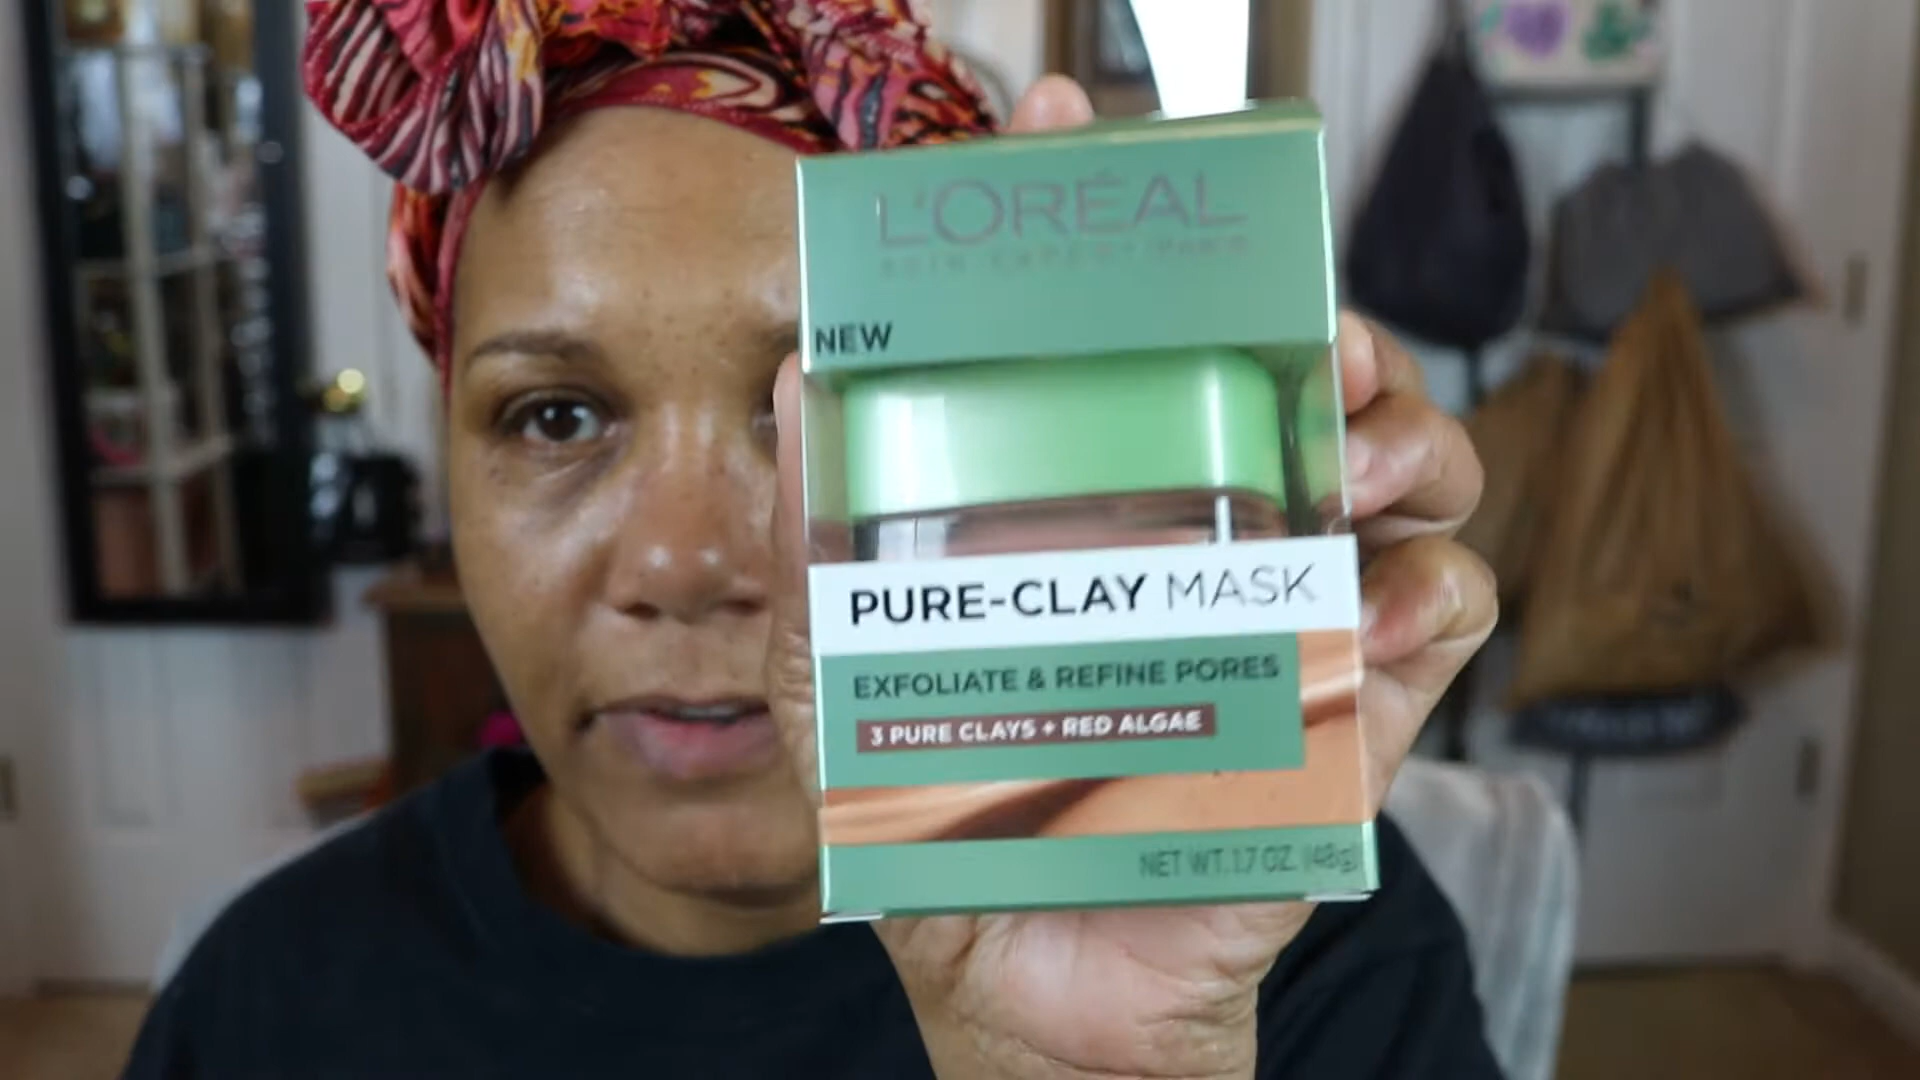 L'ORÉAL
NEW
PURE-CLAY MASK
EXFOLIATE & REFINE PORES
3 PURE CLAYS + RED ALGAE
NET WT. 1.7 OZ. (48g)